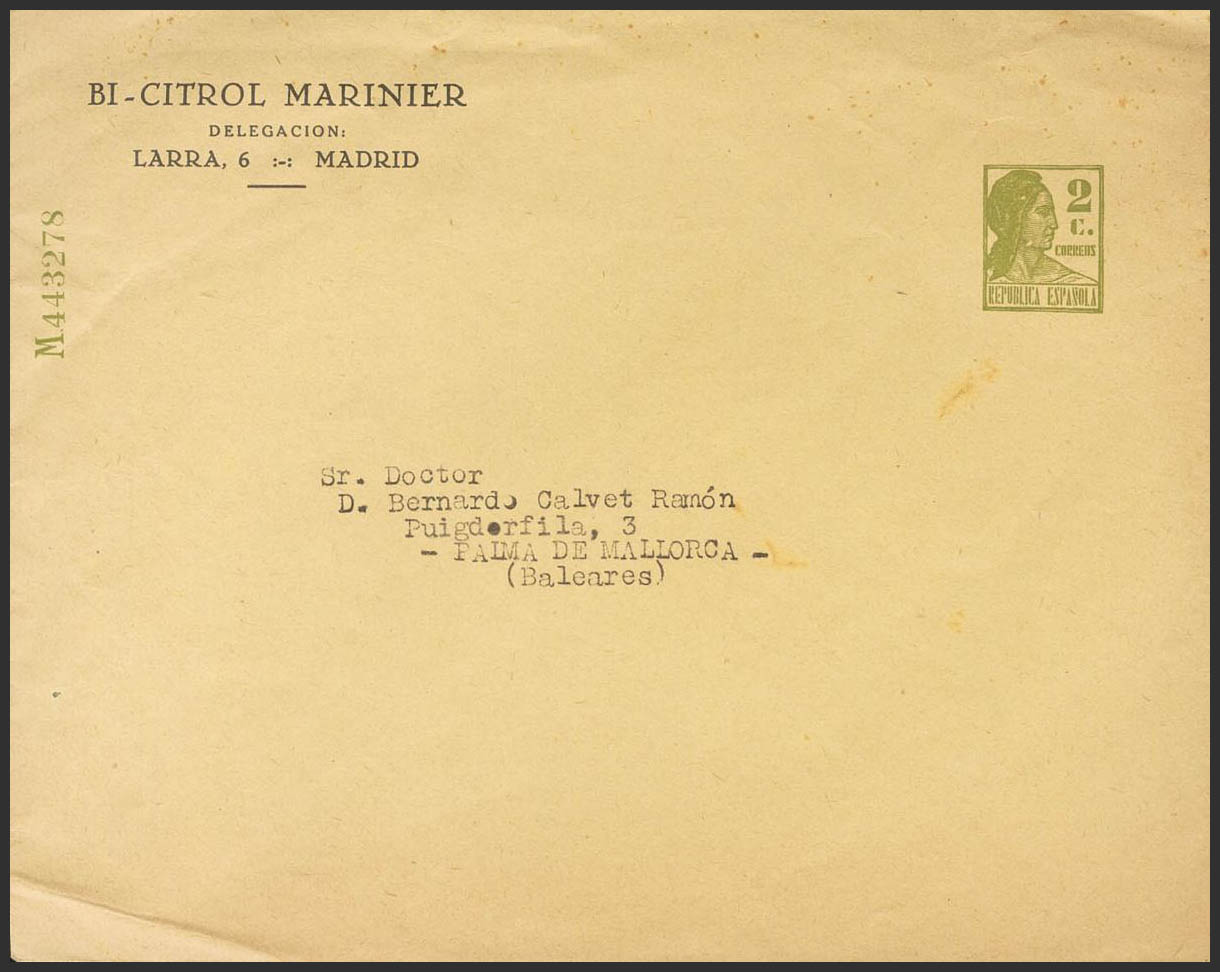 BI-CITROL MARINIER
DELEGACION:
LARRA, 6 :-: MADRID
M.443278
2
C.
CORREOS
REPUBLICA ESPAÑOLA
Sr. Doctor
D. Bernardo Calvet Ramón
Puigdorfila, 3
- PALMA DE MALLORCA -
(Baleares)